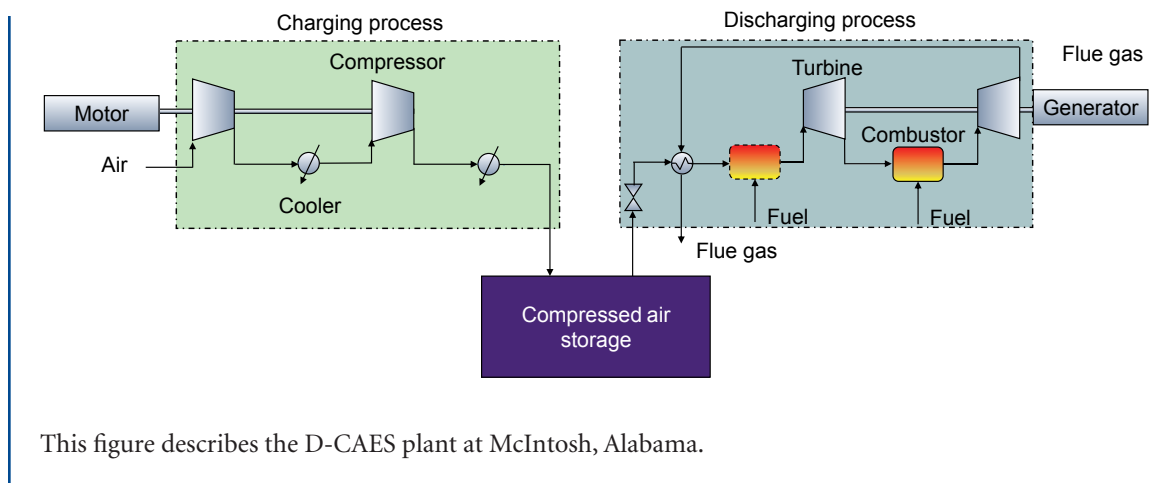 Charging process
Discharging process
Flue gas
Compressor
Turbine
Motor
Generator
Combustor
Air
Cooler
Fuel
Fuel
Flue gas
Compressed air
storage
This figure describes the D-CAES plant at McIntosh, Alabama.